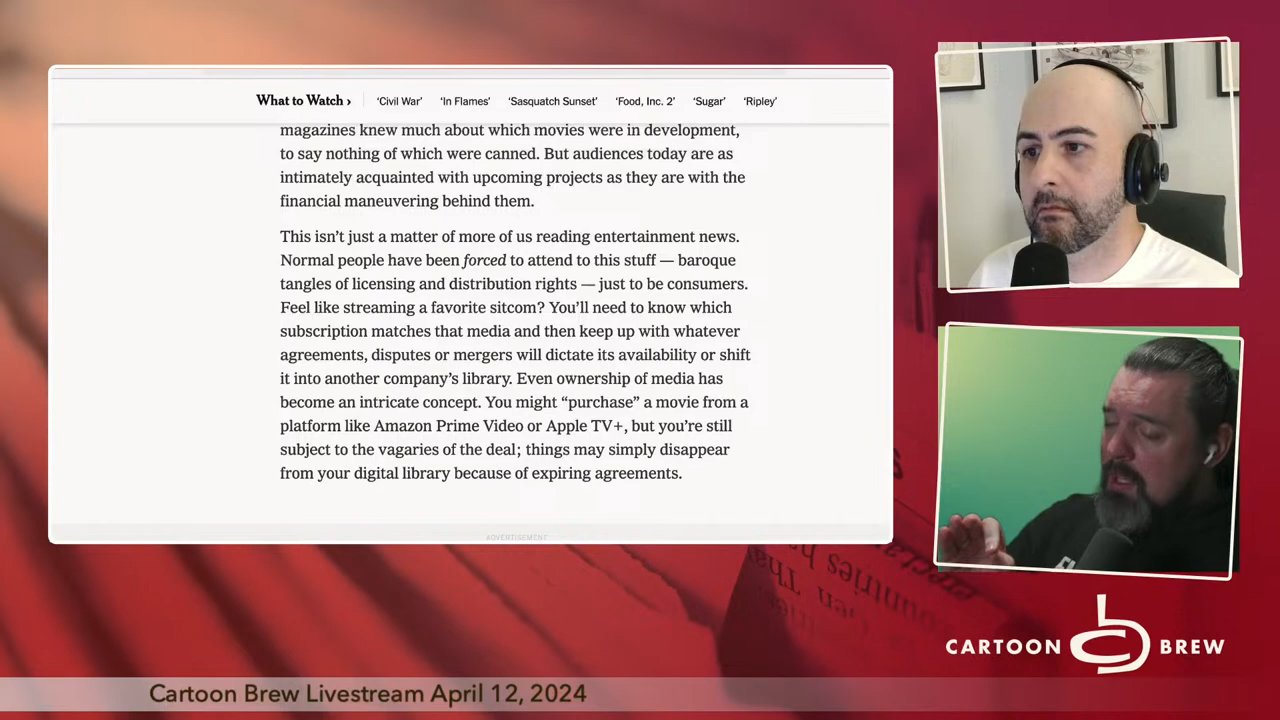 What to Watch › 'Civil War' 'In Flames' 'Sasquatch Sunset' 'Food, Inc. 2' 'Sugar' 'Ripley'
magazines knew much about which movies were in development,
to say nothing of which were canned. But audiences today are as
intimately acquainted with upcoming projects as they are with the
financial maneuvering behind them.
This isn’t just a matter of more of us reading entertainment news.
Normal people have been forced to attend to this stuff — baroque
tangles of licensing and distribution rights — just to be consumers.
Feel like streaming a favorite sitcom? You’ll need to know which
subscription matches that media and then keep up with whatever
agreements, disputes or mergers will dictate its availability or shift
it into another company’s library. Even ownership of media has
become an intricate concept. You might “purchase” a movie from a
platform like Amazon Prime Video or Apple TV+, but you’re still
subject to the vagaries of the deal; things may simply disappear
from your digital library because of expiring agreements.
ADVERTISEMENT
CARTOON BREW
Cartoon Brew Livestream April 12, 2024